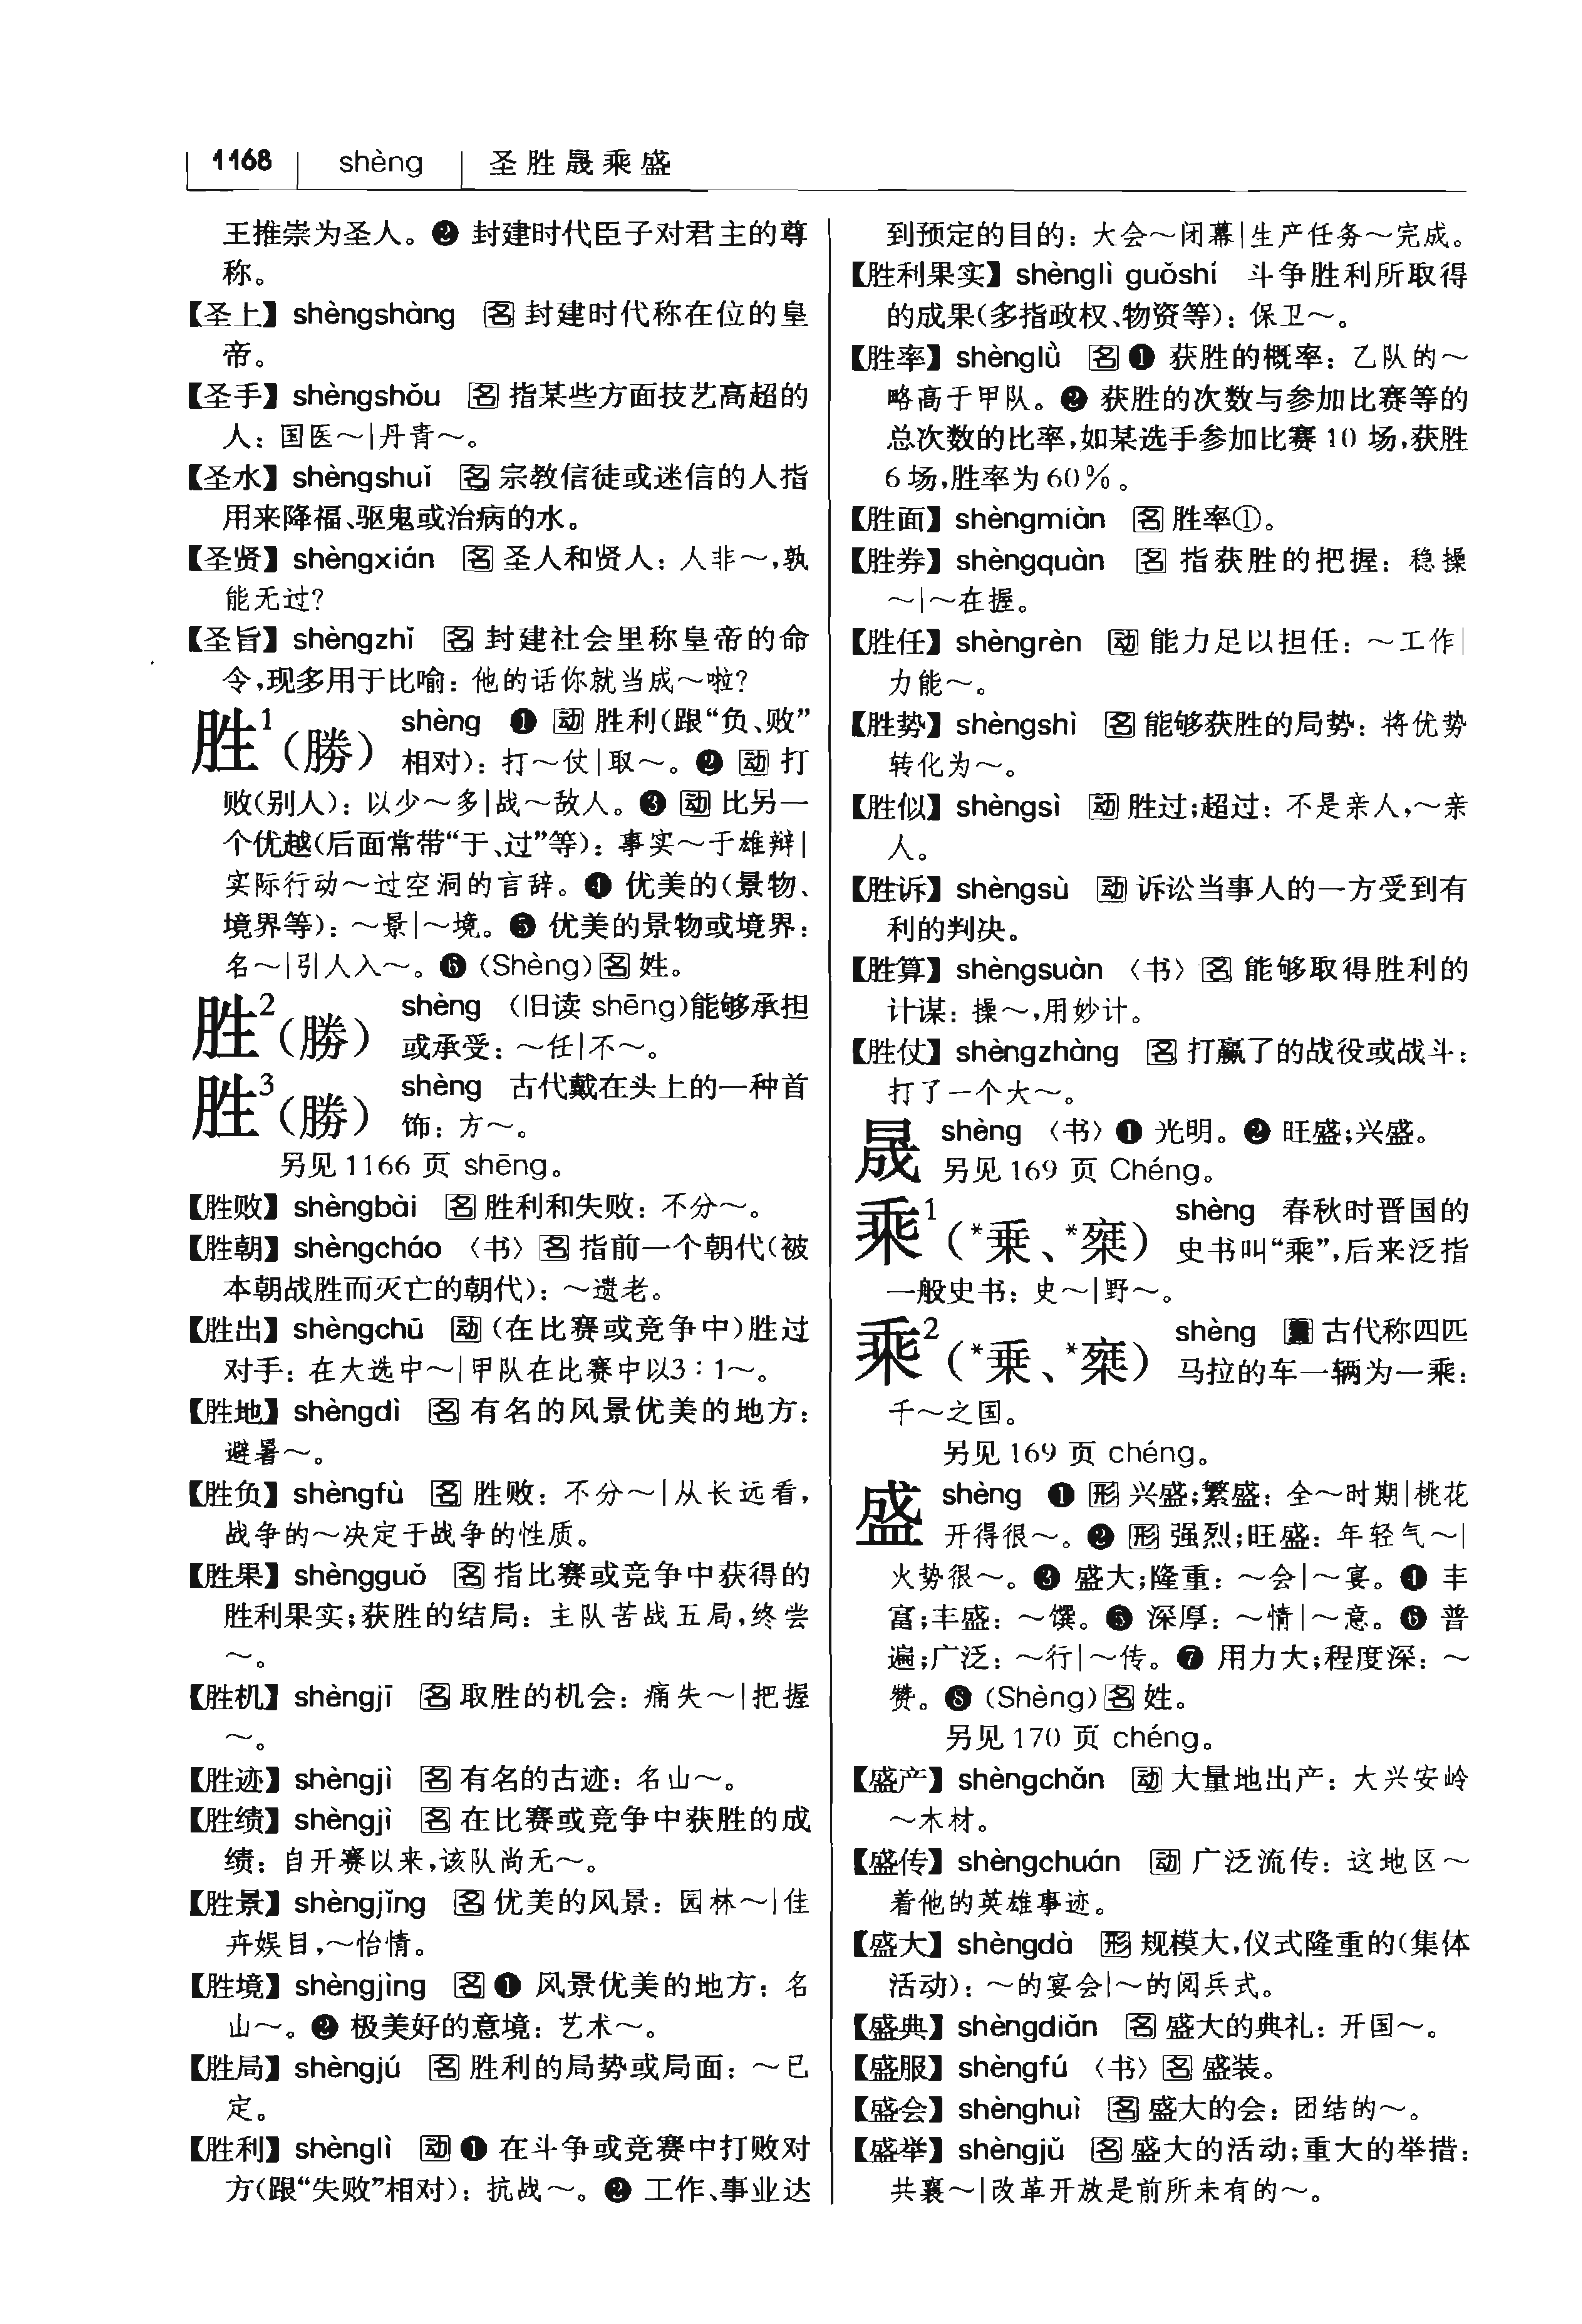 1168 shèng 圣胜晟乘盛
王推崇为圣人。❷ 封建时代臣子对君主的尊
称。
【圣上】shèngshàng 名 封建时代称在位的皇
帝。
【圣手】shèngshǒu 名 指某些方面技艺高超的
人：国医～|丹青～。
【圣水】shèngshuǐ 名 宗教信徒或迷信的人指
用来降福、驱鬼或治病的水。
【圣贤】shèngxián 名 圣人和贤人：人非～,孰
能无过?
【圣旨】shèngzhǐ 名 封建社会里称皇帝的命
令,现多用于比喻：他的话你就当成～啦?
胜1(勝) shèng ❶ 动 胜利(跟“负、败”
相对)：打～仗|取～。❷ 动 打
败(别人)：以少～多|战～敌人。❸ 动 比另一
个优越(后面常带“于、过”等)：事实～于雄辩|
实际行动～过空洞的言辞。❹ 优美的(景物、
境界等)：～景|～境。❺ 优美的景物或境界：
名～|引人入～。❻ (Shèng) 名 姓。
胜2(勝) shèng (旧读 shēng)能够承担
或承受：～任|不～。
胜3(勝) shèng 古代戴在头上的一种首
饰：方～。
另见 1166 页 shēng。
【胜败】shèngbài 名 胜利和失败：不分～。
【胜朝】shèngcháo 〈书〉名 指前一个朝代(被
本朝战胜而灭亡的朝代)：～遗老。
【胜出】shèngchū 动 (在比赛或竞争中)胜过
对手：在大选中～|甲队在比赛中以3∶1～。
【胜地】shèngdì 名 有名的风景优美的地方：
避暑～。
【胜负】shèngfù 名 胜败：不分～|从长远看,
战争的～决定于战争的性质。
【胜果】shèngguǒ 名 指比赛或竞争中获得的
胜利果实;获胜的结局：主队苦战五局,终尝
～。
【胜机】shèngjī 名 取胜的机会：痛失～|把握
～。
【胜迹】shèngjì 名 有名的古迹：名山～。
【胜绩】shèngjì 名 在比赛或竞争中获胜的成
绩：自开赛以来,该队尚无～。
【胜景】shèngjǐng 名 优美的风景：园林～|佳
卉娱目,～怡情。
【胜境】shèngjìng 名 ❶ 风景优美的地方：名
山～。❷ 极美好的意境：艺术～。
【胜局】shèngjú 名 胜利的局势或局面：～已
定。
【胜利】shènglì 动 ❶ 在斗争或竞赛中打败对
方(跟“失败”相对)：抗战～。❷ 工作、事业达
到预定的目的：大会～闭幕|生产任务～完成。
【胜利果实】shènglì guǒshí 斗争胜利所取得
的成果(多指政权、物资等)：保卫～。
【胜率】shènglǜ 名 ❶ 获胜的概率：乙队的～
略高于甲队。❷ 获胜的次数与参加比赛等的
总次数的比率,如某选手参加比赛 10 场,获胜
6 场,胜率为 60%。
【胜面】shèngmiàn 名 胜率①。
【胜券】shèngquàn 名 指获胜的把握：稳操
～|～在握。
【胜任】shèngrèn 动 能力足以担任：～工作|
力能～。
【胜势】shèngshì 名 能够获胜的局势：将优势
转化为～。
【胜似】shèngsì 动 胜过;超过：不是亲人,～亲
人。
【胜诉】shèngsù 动 诉讼当事人的一方受到有
利的判决。
【胜算】shèngsuàn 〈书〉名 能够取得胜利的
计谋：操～,用妙计。
【胜仗】shèngzhàng 名 打赢了的战役或战斗：
打了一个大～。
晟 shèng 〈书〉❶ 光明。❷ 旺盛;兴盛。
另见 169 页 Chéng。
乘1(*乗、*椉) shèng 春秋时晋国的
史书叫“乘”,后来泛指
一般史书：史～|野～。
乘2(*乗、*椉) shèng 量 古代称四匹
马拉的车一辆为一乘：
千～之国。
另见 169 页 chéng。
盛 shèng ❶ 形 兴盛;繁盛：全～时期|桃花
开得很～。❷ 形 强烈;旺盛：年轻气～|
火势很～。❸ 盛大;隆重：～会|～宴。❹ 丰
富;丰盛：～馔。❺ 深厚：～情|～意。❻ 普
遍;广泛：～行|～传。❼ 用力大;程度深：～
赞。❽ (Shèng) 名 姓。
另见 170 页 chéng。
【盛产】shèngchǎn 动 大量地出产：大兴安岭
～木材。
【盛传】shèngchuán 动 广泛流传：这地区～
着他的英雄事迹。
【盛大】shèngdà 形 规模大,仪式隆重的(集体
活动)：～的宴会|～的阅兵式。
【盛典】shèngdiǎn 名 盛大的典礼：开国～。
【盛服】shèngfú 〈书〉名 盛装。
【盛会】shènghuì 名 盛大的会：团结的～。
【盛举】shèngjǔ 名 盛大的活动;重大的举措：
共襄～|改革开放是前所未有的～。